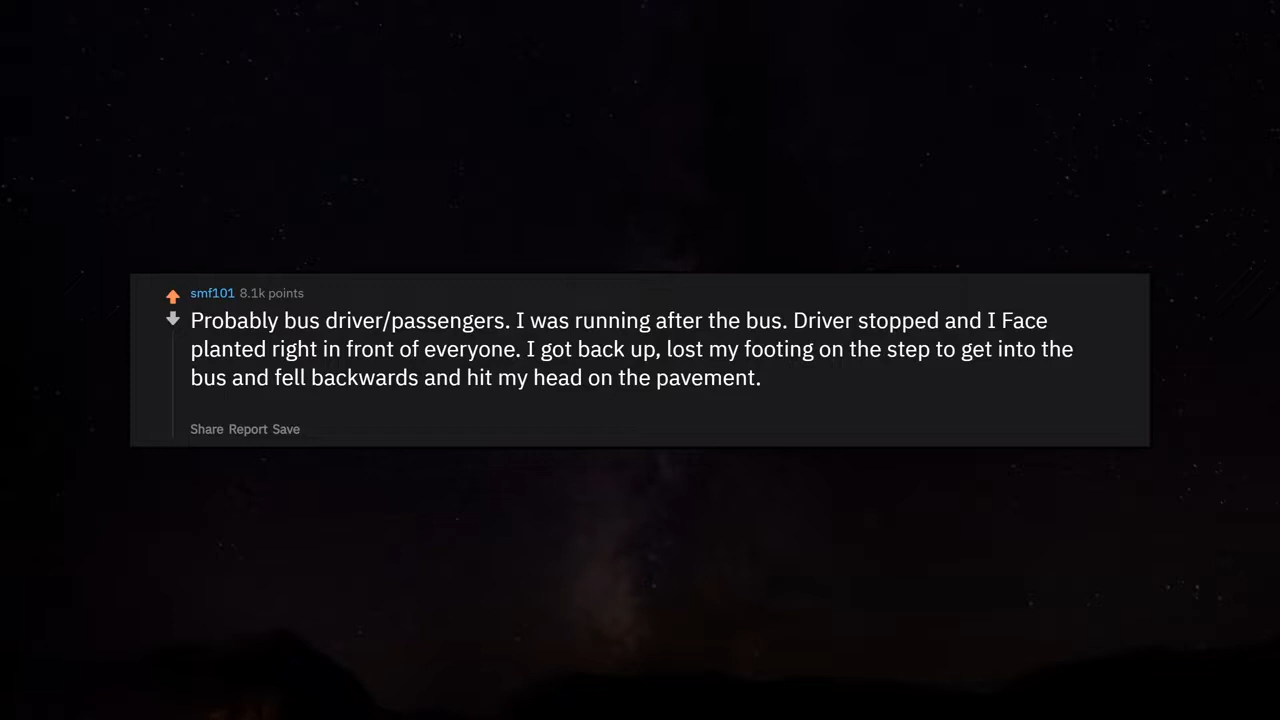 smf101 8.1k points
Probably bus driver/passengers. I was running after the bus. Driver stopped and I Face
planted right in front of everyone. I got back up, lost my footing on the step to get into the
bus and fell backwards and hit my head on the pavement.
Share Report Save